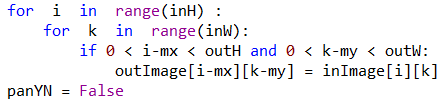 for i in range(inH) :
    for k in range(inW):
        if 0 < i-mx < outH and 0 < k-my < outW:
            outImage[i-mx][k-my] = inImage[i][k]
panYN = False